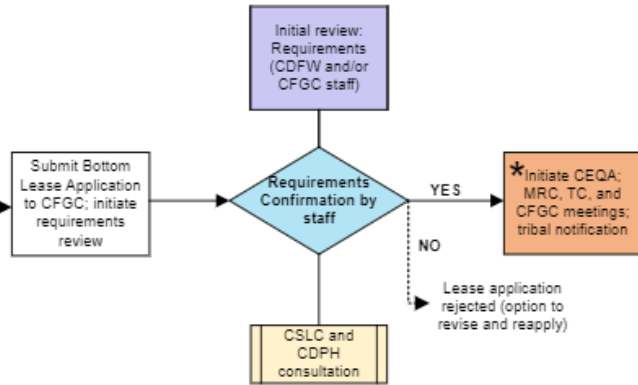 Initial review:
Requirements
(CDFW and/or
CFGC staff)
Submit Bottom
Lease Application
to CFGC; initiate
requirements
review
Requirements
Confirmation by
staff
YES
*Initiate CEQA;
MRC, TC, and
CFGC meetings;
tribal notification
NO
Lease application
rejected (option to
revise and reapply)
CSLC and
CDPH
consultation